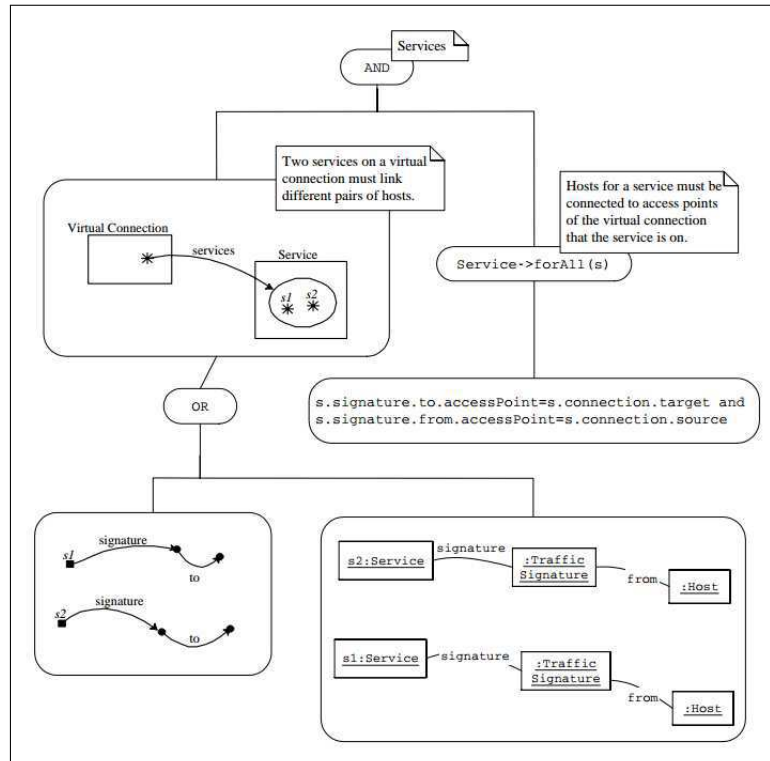 Services
AND
Two services on a virtual
connection must link
different pairs of hosts.
Hosts for a service must be
connected to access points
of the virtual connection
that the service is on.
Virtual Connection
services
Service
s1
s2
Service->forAll(s)
OR
s.signature.to.accessPoint=s.connection.target and
s.signature.from.accessPoint=s.connection.source
signature
s1
to
signature
s2
to
s2:Service
signature
:Traffic
Signature
from
:Host
s1:Service
signature
:Traffic
Signature
from
:Host